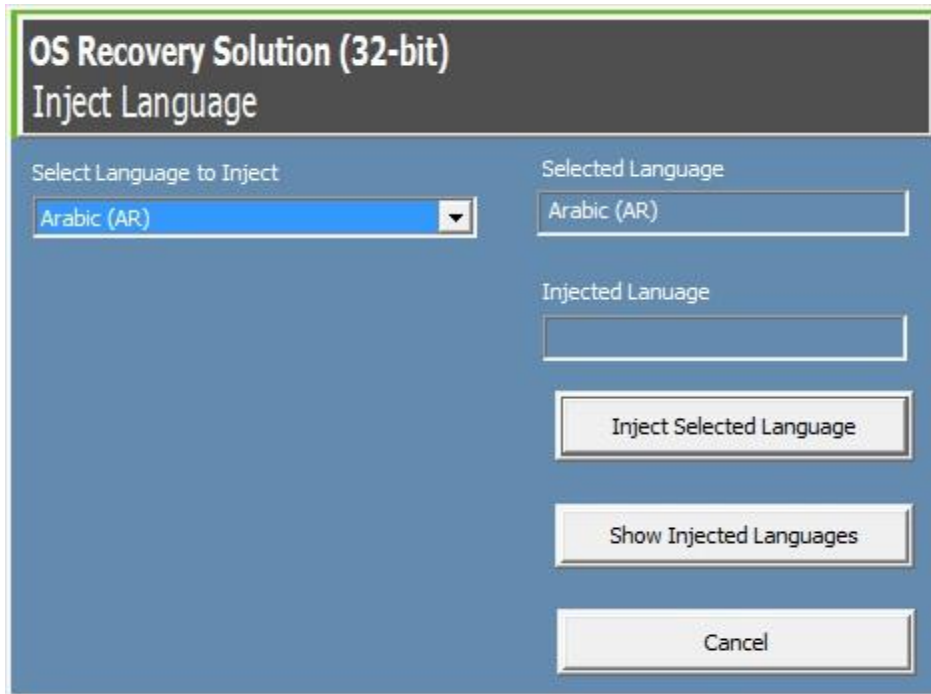 OS Recovery Solution (32-bit)
Inject Language
Select Language to Inject
Arabic (AR)
Selected Language
Arabic (AR)
Injected Lanuage
Inject Selected Language
Show Injected Languages
Cancel